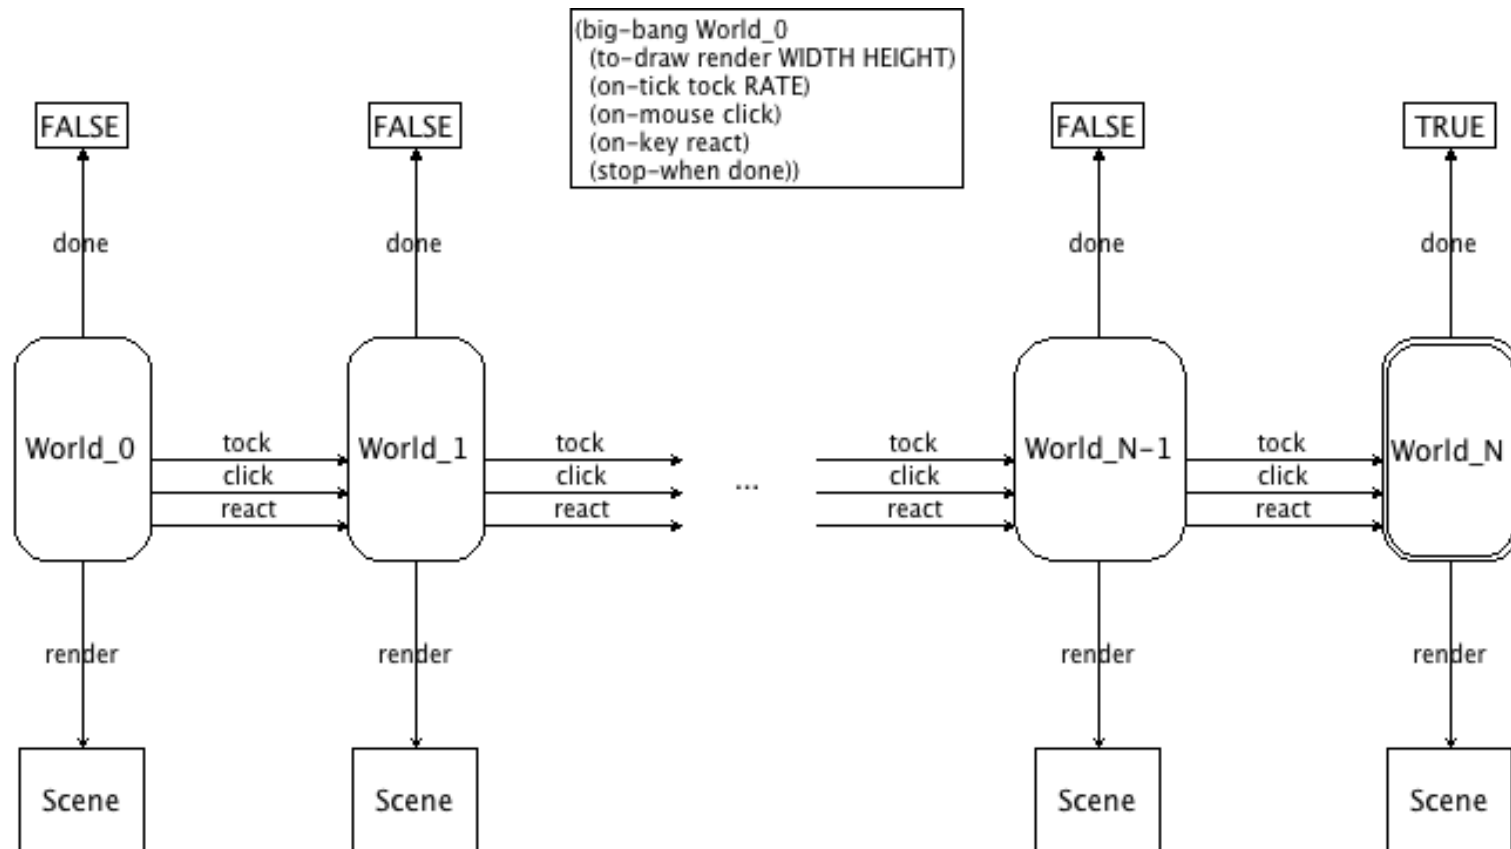 (big-bang World_0
(to-draw render WIDTH HEIGHT)
(on-tick tock RATE)
(on-mouse click)
(on-key react)
(stop-when done))
FALSE
FALSE
FALSE
TRUE
done
done
done
done
World_0
tock
click
react
World_1
tock
click
react
...
tock
click
react
World_N-1
tock
click
react
World_N
render
render
render
render
Scene
Scene
Scene
Scene